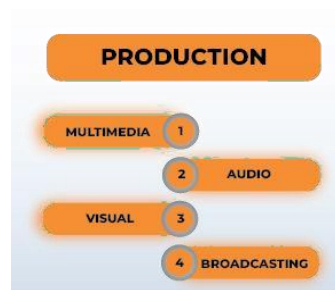 PRODUCTION
MULTIMEDIA 1
2 AUDIO
VISUAL 3
4 BROADCASTING